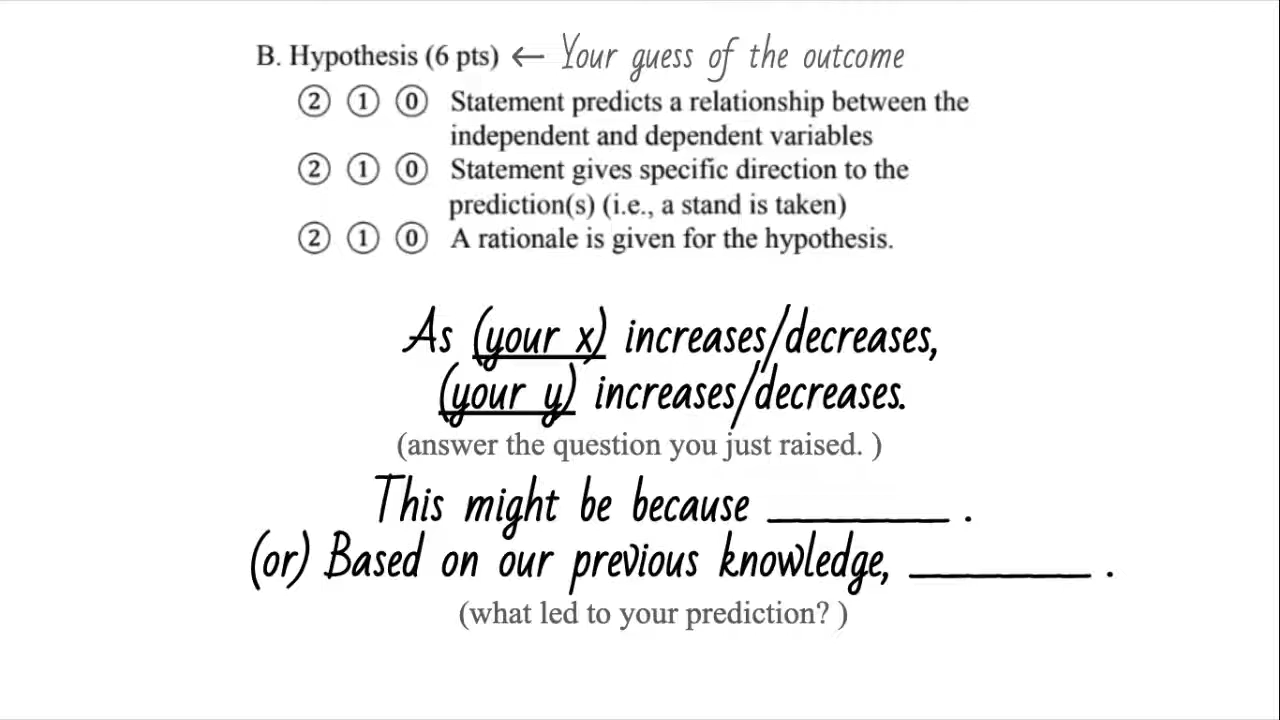 B. Hypothesis (6 pts) ← Your guess of the outcome
② ① ⓪ Statement predicts a relationship between the
independent and dependent variables
② ① ⓪ Statement gives specific direction to the
prediction(s) (i.e., a stand is taken)
② ① ⓪ A rationale is given for the hypothesis.
As (your x) increases/decreases,
(your y) increases/decreases.
(answer the question you just raised. )
This might be because ________ .
(or) Based on our previous knowledge, ________ .
(what led to your prediction? )